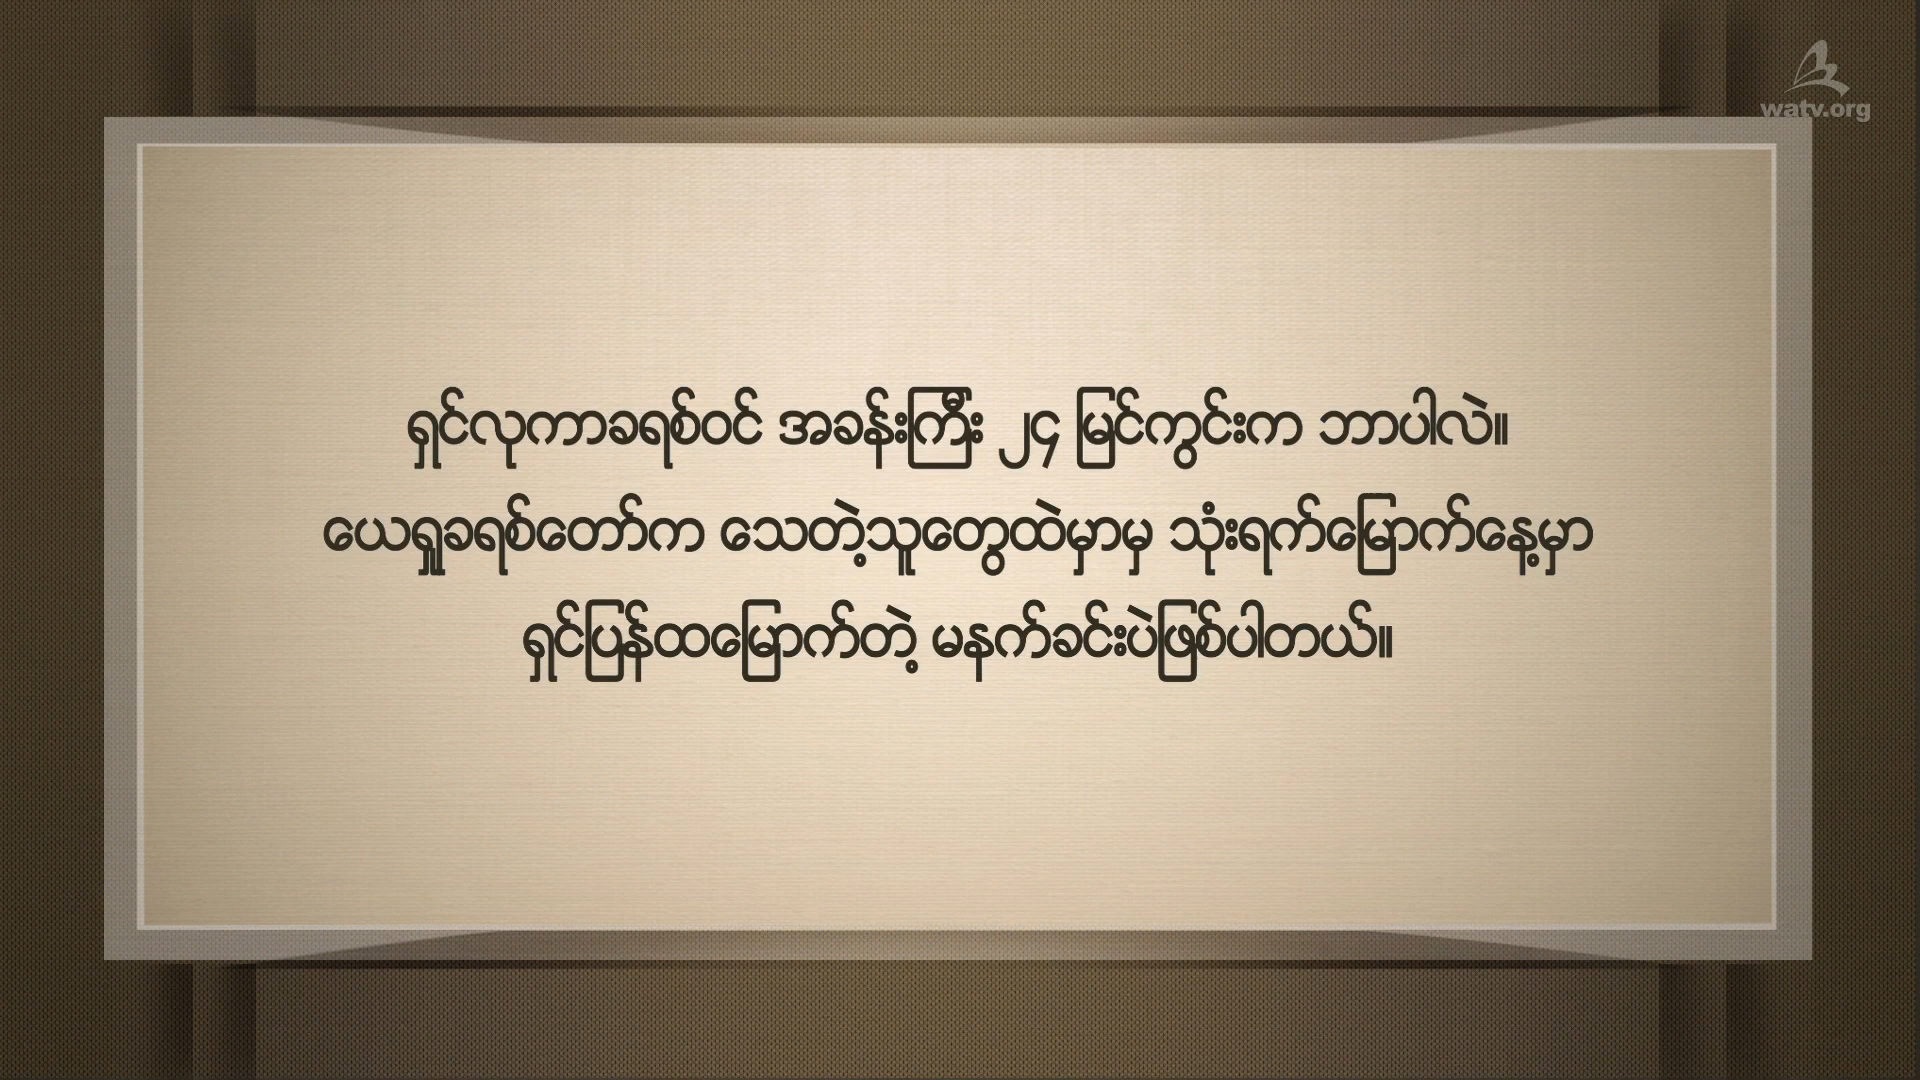 watv.org
ရှင်လုကာခရစ်ဝင် အခန်းကြီး ၂၄ မြင်ကွင်းက ဘာပါလဲ။
ယေရှုခရစ်တော်က သေတဲ့သူတွေထဲမှာမှ သုံးရက်မြောက်နေ့မှာ
ရှင်ပြန်ထမြောက်တဲ့ မနက်ခင်းပဲဖြစ်ပါတယ်။